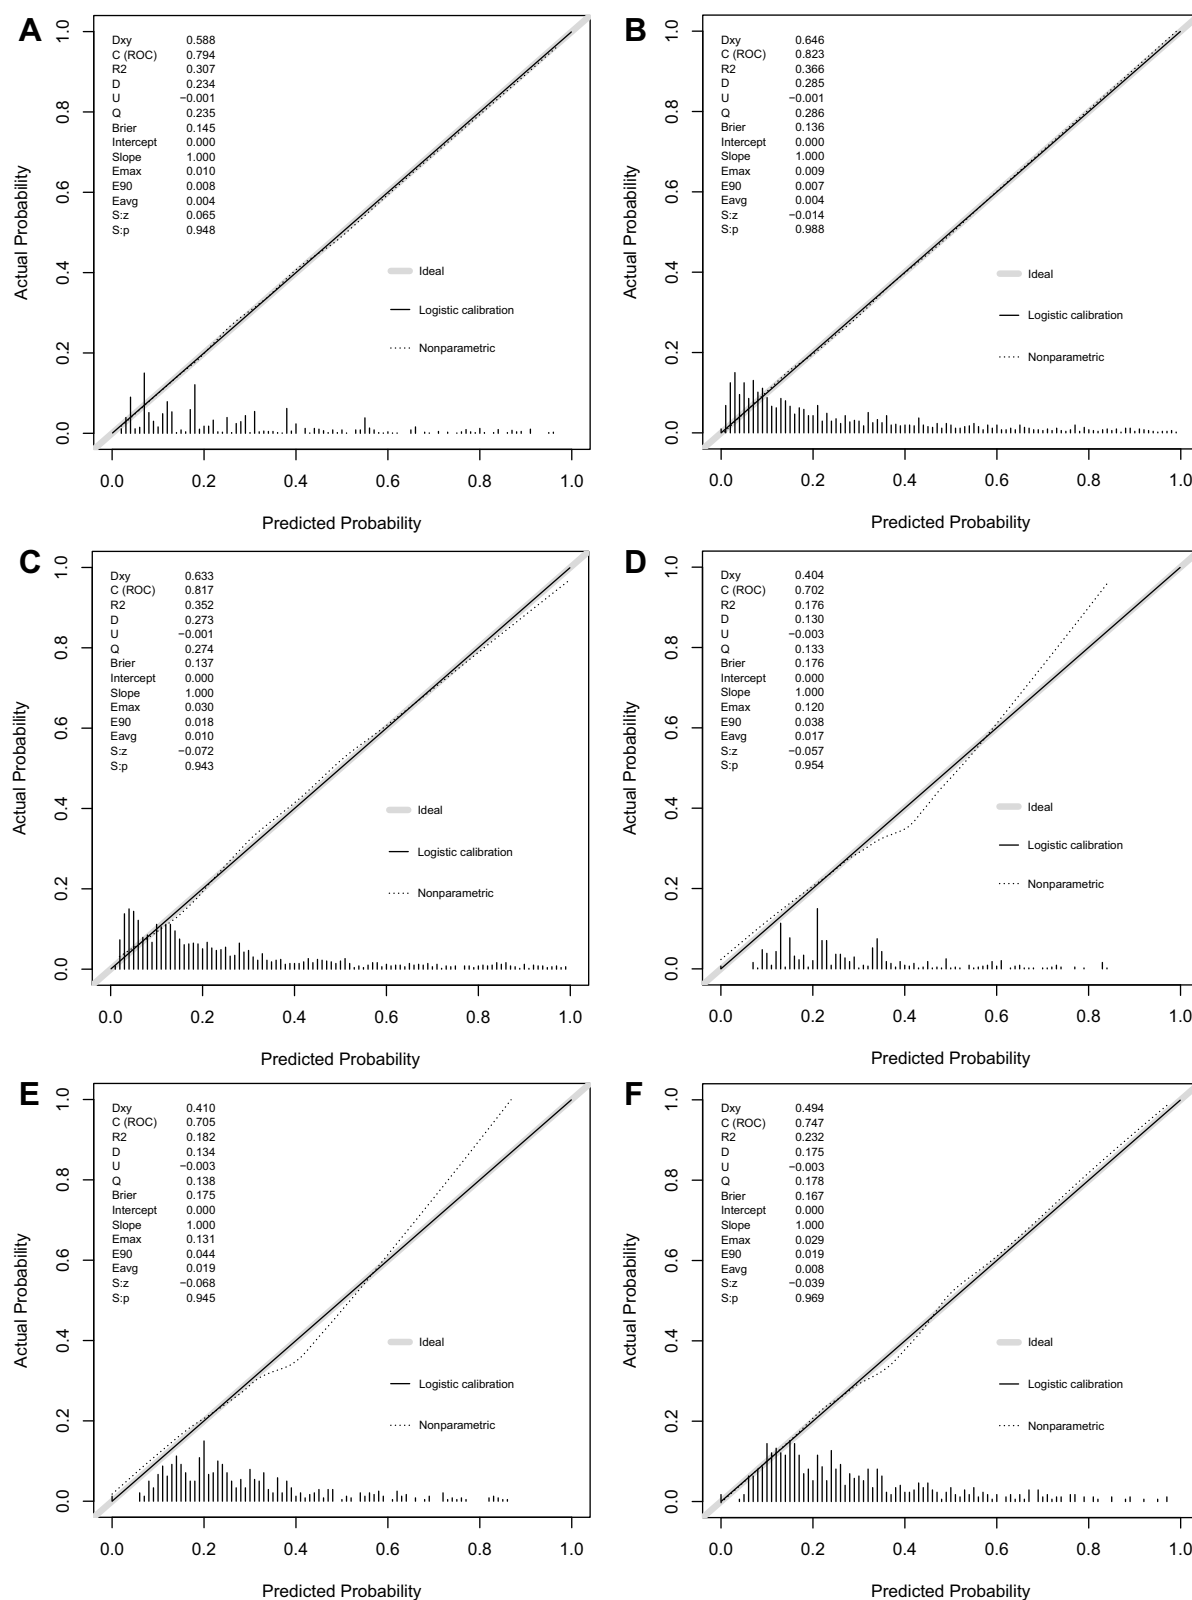 A
Dxy 0.588
C (ROC) 0.794
R2 0.307
D 0.234
U −0.001
Q 0.235
Brier 0.145
Intercept 0.000
Slope 1.000
Emax 0.010
E90 0.008
Eavg 0.004
S:z 0.065
S:p 0.948
Ideal
Logistic calibration
Nonparametric
Actual Probability
0.0 0.2 0.4 0.6 0.8 1.0
0.0 0.2 0.4 0.6 0.8 1.0
Predicted Probability
B
Dxy 0.646
C (ROC) 0.823
R2 0.366
D 0.285
U −0.001
Q 0.286
Brier 0.136
Intercept 0.000
Slope 1.000
Emax 0.009
E90 0.007
Eavg 0.004
S:z −0.014
S:p 0.988
Ideal
Logistic calibration
Nonparametric
Actual Probability
0.0 0.2 0.4 0.6 0.8 1.0
0.0 0.2 0.4 0.6 0.8 1.0
Predicted Probability
C
Dxy 0.633
C (ROC) 0.817
R2 0.352
D 0.273
U −0.001
Q 0.274
Brier 0.137
Intercept 0.000
Slope 1.000
Emax 0.030
E90 0.018
Eavg 0.010
S:z −0.072
S:p 0.943
Ideal
Logistic calibration
Nonparametric
Actual Probability
0.0 0.2 0.4 0.6 0.8 1.0
0.0 0.2 0.4 0.6 0.8 1.0
Predicted Probability
D
Dxy 0.404
C (ROC) 0.702
R2 0.176
D 0.130
U −0.003
Q 0.133
Brier 0.176
Intercept 0.000
Slope 1.000
Emax 0.120
E90 0.038
Eavg 0.017
S:z −0.057
S:p 0.954
Ideal
Logistic calibration
Nonparametric
Actual Probability
0.0 0.2 0.4 0.6 0.8 1.0
0.0 0.2 0.4 0.6 0.8 1.0
Predicted Probability
E
Dxy 0.410
C (ROC) 0.705
R2 0.182
D 0.134
U −0.003
Q 0.138
Brier 0.175
Intercept 0.000
Slope 1.000
Emax 0.131
E90 0.044
Eavg 0.019
S:z −0.068
S:p 0.945
Ideal
Logistic calibration
Nonparametric
Actual Probability
0.0 0.2 0.4 0.6 0.8 1.0
0.0 0.2 0.4 0.6 0.8 1.0
Predicted Probability
F
Dxy 0.494
C (ROC) 0.747
R2 0.232
D 0.175
U −0.003
Q 0.178
Brier 0.167
Intercept 0.000
Slope 1.000
Emax 0.029
E90 0.019
Eavg 0.008
S:z −0.039
S:p 0.969
Ideal
Logistic calibration
Nonparametric
Actual Probability
0.0 0.2 0.4 0.6 0.8 1.0
0.0 0.2 0.4 0.6 0.8 1.0
Predicted Probability